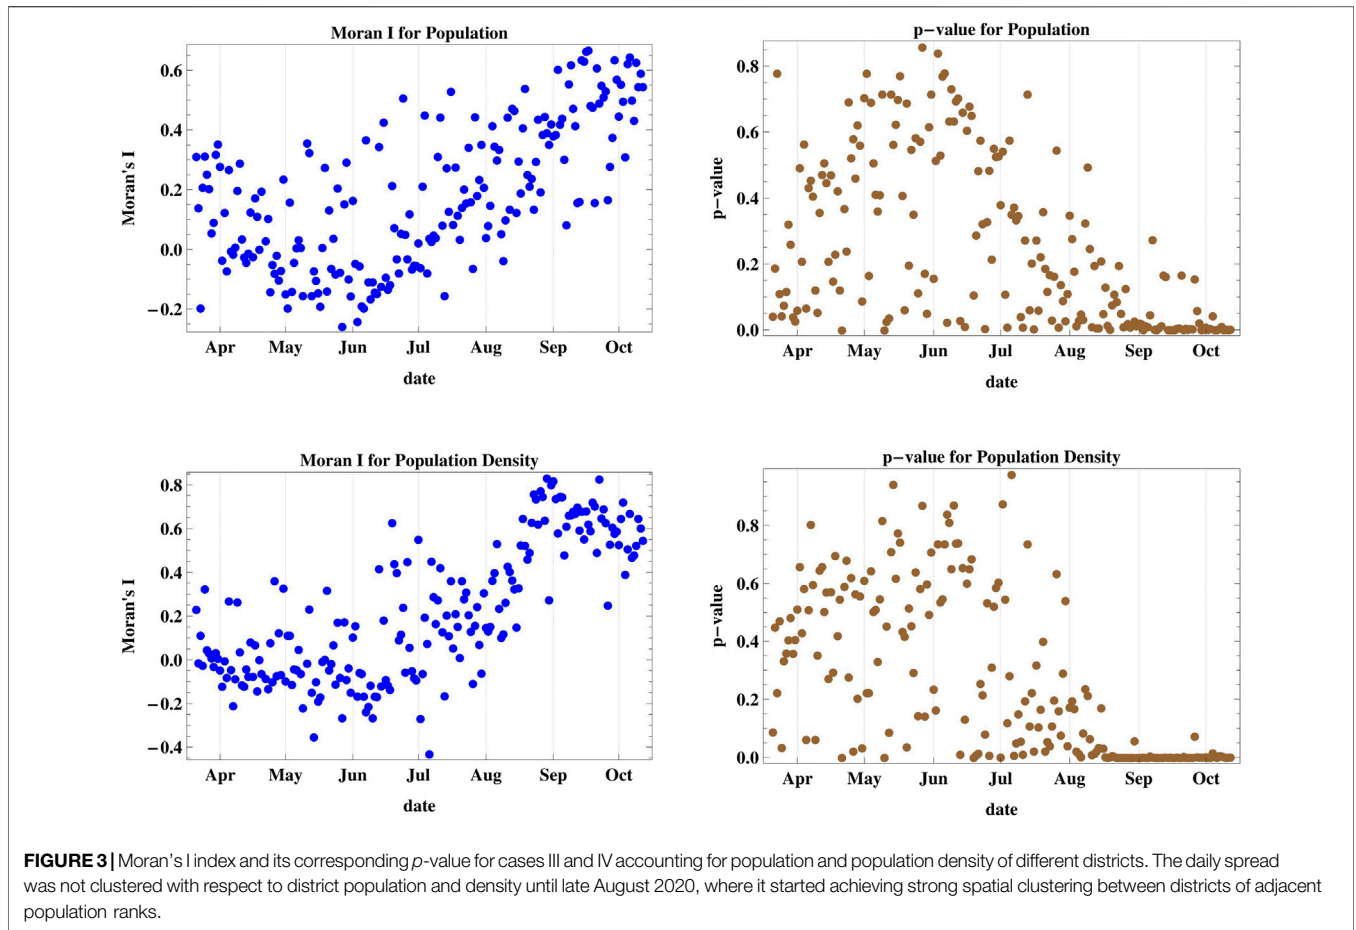 Moran I for Population
Moran's I
0.6
0.4
0.2
0.0
−0.2
Apr May Jun Jul Aug Sep Oct
date
p−value for Population
p−value
0.8
0.6
0.4
0.2
0.0
Apr May Jun Jul Aug Sep Oct
date
Moran I for Population Density
Moran's I
0.8
0.6
0.4
0.2
0.0
−0.2
−0.4
Apr May Jun Jul Aug Sep Oct
date
p−value for Population Density
p−value
0.8
0.6
0.4
0.2
0.0
Apr May Jun Jul Aug Sep Oct
date
FIGURE 3 | Moran's I index and its corresponding p-value for cases III and IV accounting for population and population density of different districts. The daily spread
was not clustered with respect to district population and density until late August 2020, where it started achieving strong spatial clustering between districts of adjacent
population ranks.